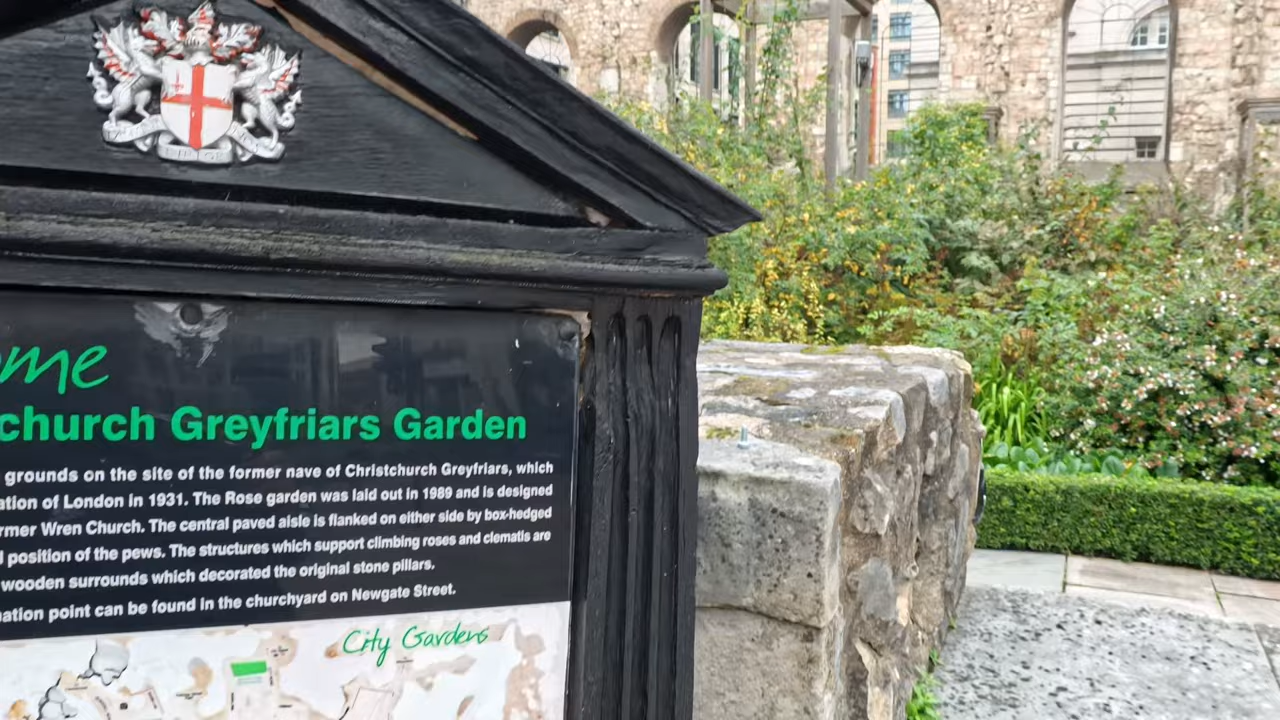 ome
church Greyfriars Garden
grounds on the site of the former nave of Christchurch Greyfriars, which
ation of London in 1931. The Rose garden was laid out in 1989 and is designed
rmer Wren Church. The central paved aisle is flanked on either side by box-hedged
l position of the pews. The structures which support climbing roses and clematis are
wooden surrounds which decorated the original stone pillars.
ation point can be found in the churchyard on Newgate Street.
City Gardens